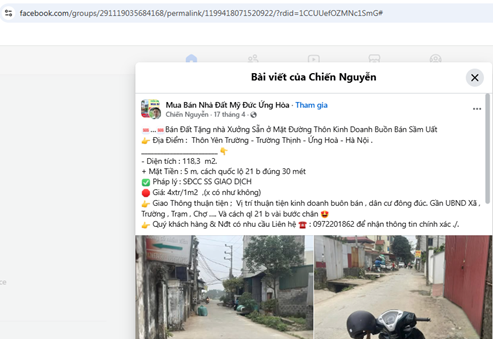 facebook.com/groups/291119035684168/permalink/1199418071520922/?rdid=1CCUUefOZMNc1SmG#
Bài viết của Chiến Nguyễn
Mua Bán Nhà Đất Mỹ Đức Ứng Hòa · Tham gia
Chiến Nguyễn · 17 tháng 4 ·
...Bán Đất Tặng nhà Xưởng Sẵn ở Mặt Đường Thôn Kinh Doanh Buồn Bán Sầm Uất
Địa Điểm : Thôn Yên Trường - Trường Thịnh - Ứng Hoà - Hà Nội .
- Diện tích : 118,3 m2.
+ Mặt Tiền : 5 m, cách quốc lộ 21 b đúng 30 mét
Pháp lý : SĐCC SS GIAO DỊCH
Giá: 4xtr/1m2 .(x có như không)
Giao Thông thuận tiện ; Vị trí thuận tiện kinh doanh buôn bán , dân cư đông đúc. Gần UBND Xã ,
Trường , Trạm , Chợ .... Và cách ql 21 b vài bước chân
Quý khách hàng & Nđt có nhu cầu Liên hệ : 0972201862 để nhận thông tin chính xác ./.